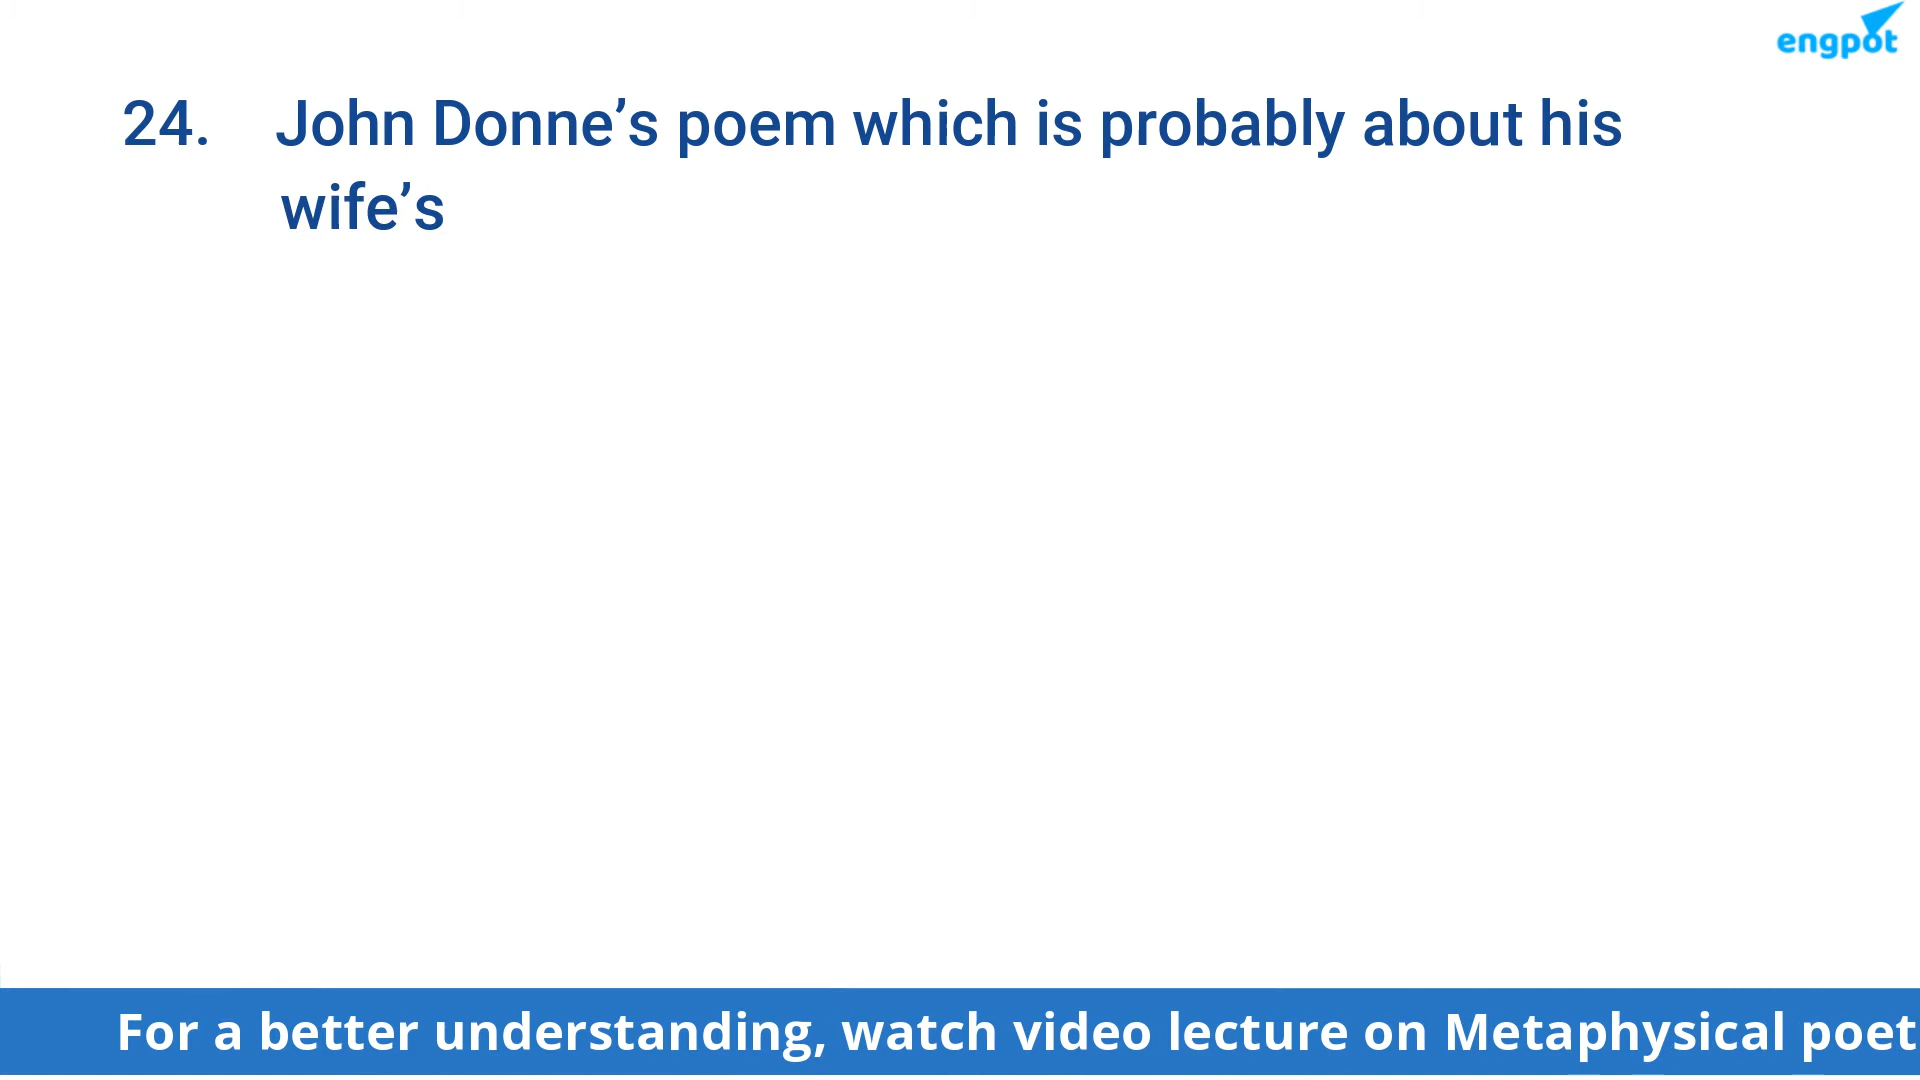 engpot
24. John Donne’s poem which is probably about his
wife’s
For a better understanding, watch video lecture on Metaphysical poet